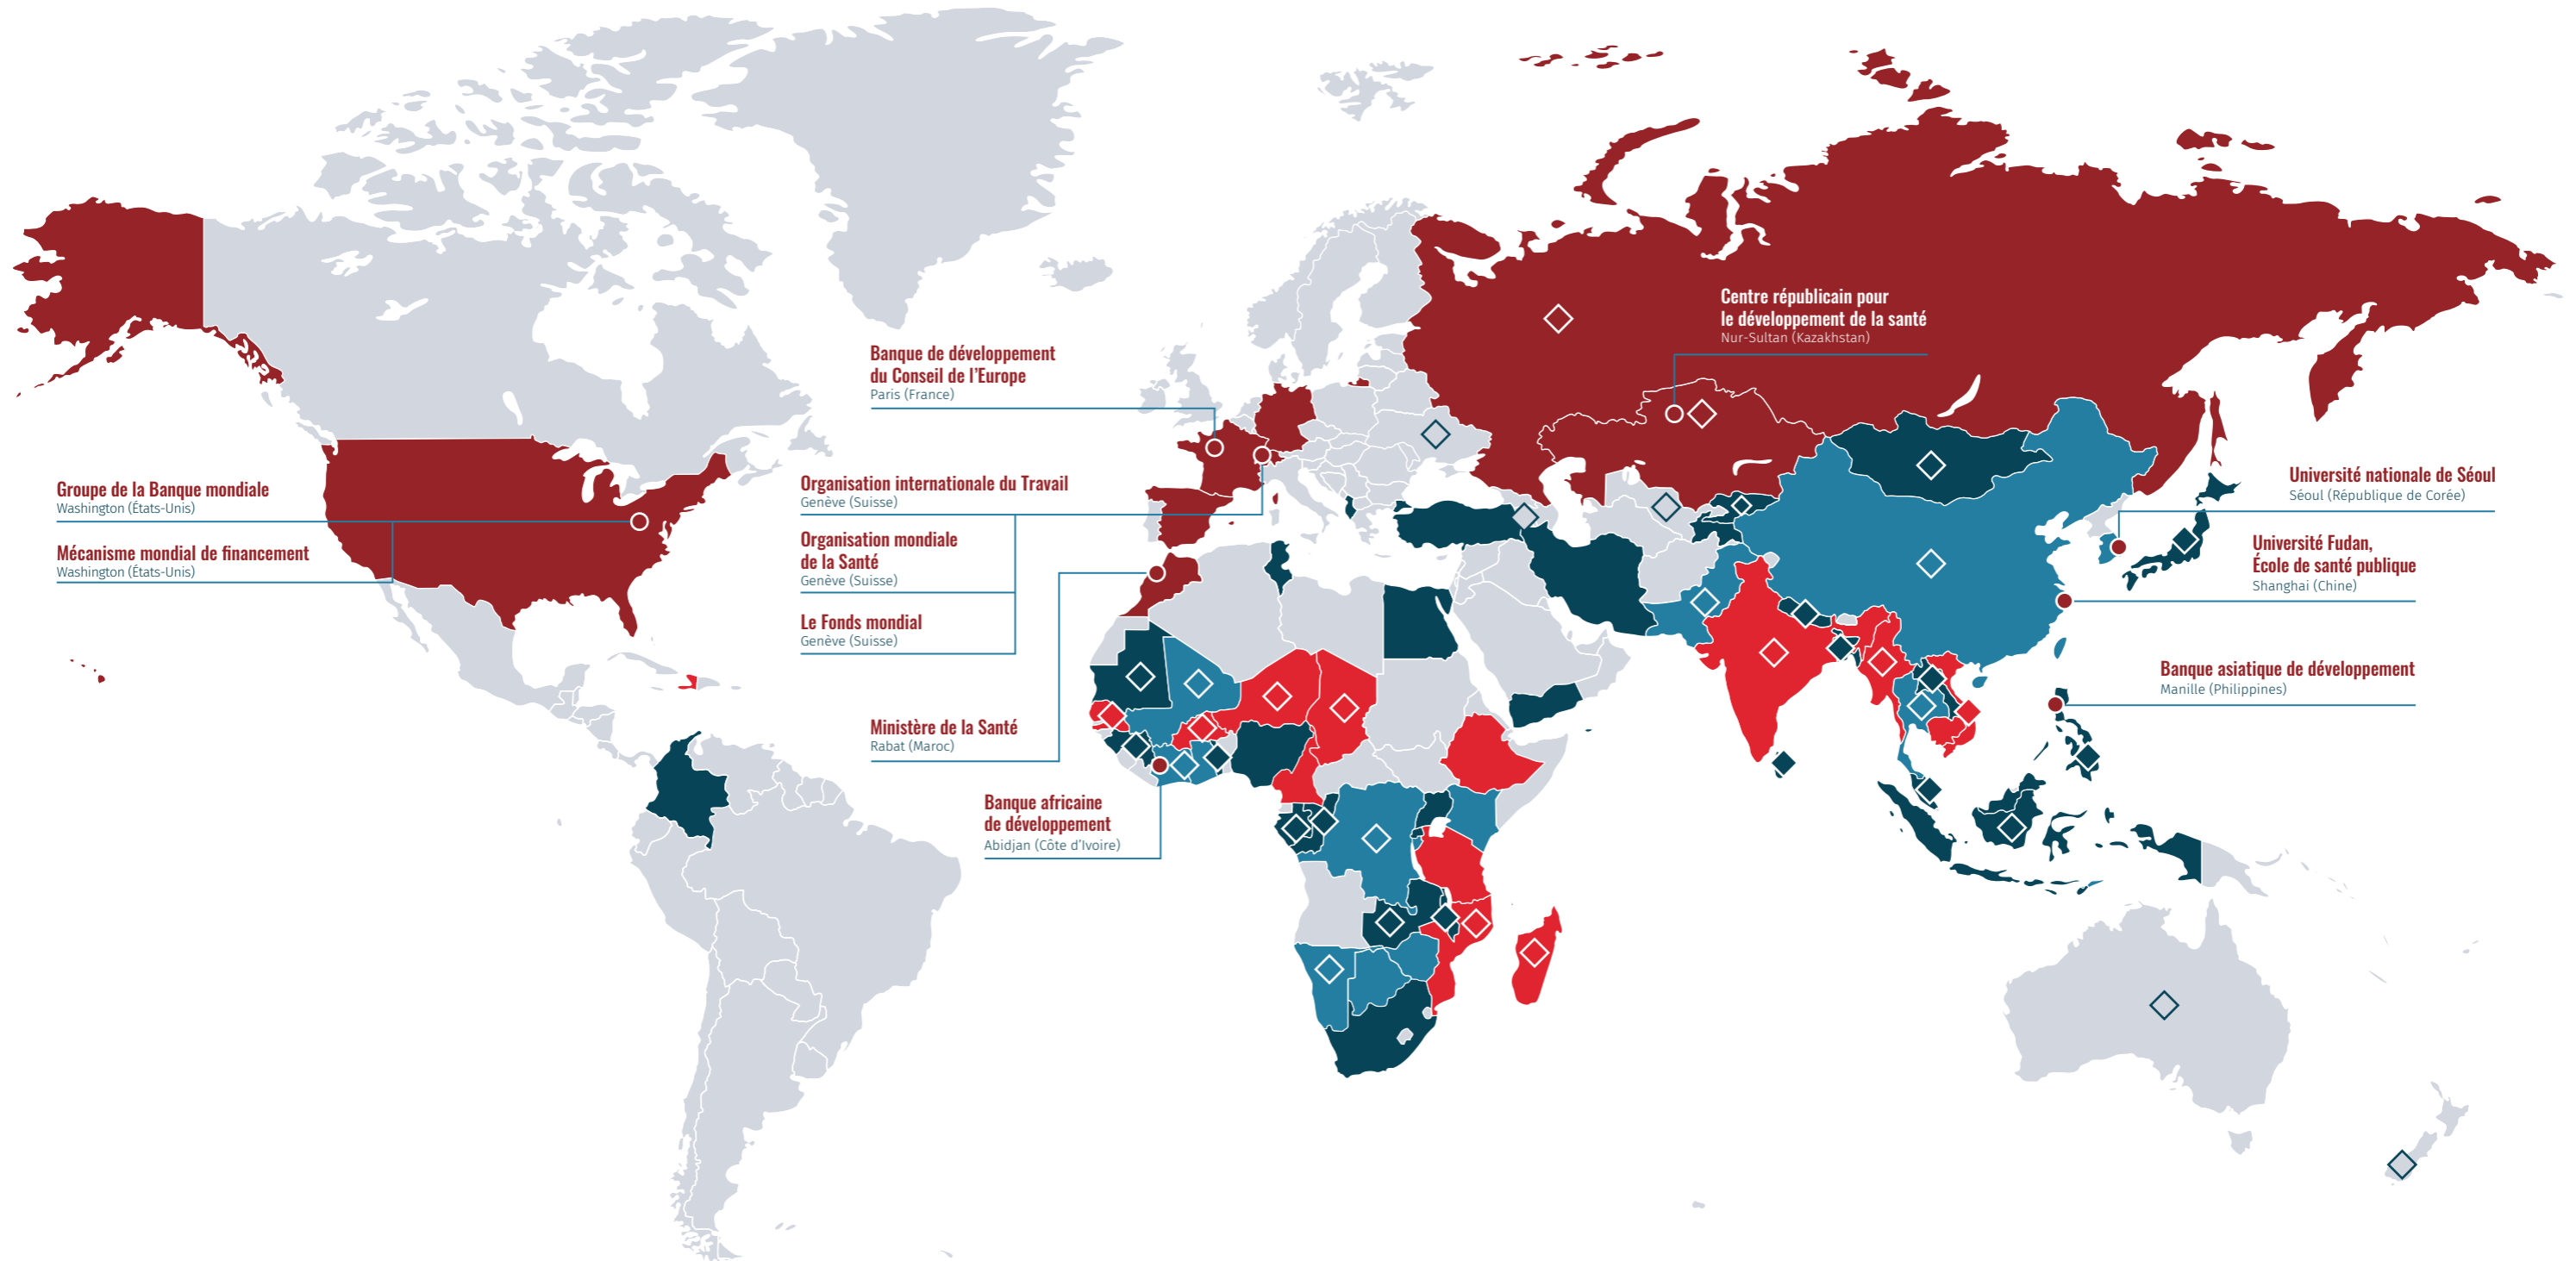 Groupe de la Banque mondiale
Washington (États-Unis)
Mécanisme mondial de financement
Washington (États-Unis)
Banque de développement
du Conseil de l’Europe
Paris (France)
Organisation internationale du Travail
Genève (Suisse)
Organisation mondiale
de la Santé
Genève (Suisse)
Le Fonds mondial
Genève (Suisse)
Ministère de la Santé
Rabat (Maroc)
Banque africaine
de développement
Abidjan (Côte d’Ivoire)
Centre républicain pour
le développement de la santé
Nur-Sultan (Kazakhstan)
Université nationale de Séoul
Séoul (République de Corée)
Université Fudan,
École de santé publique
Shanghai (Chine)
Banque asiatique de développement
Manille (Philippines)